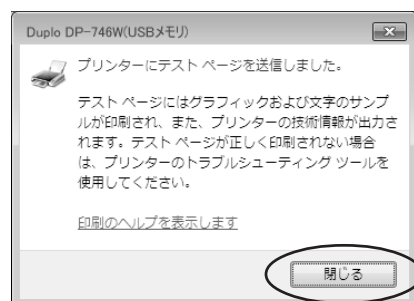 Duplo DP-746W(USBメモリ)
プリンターにテスト ページを送信しました。
テスト ページにはグラフィックおよび文字のサンプ
ルが印刷され、また、プリンターの技術情報が出力さ
れます。テスト ページが正しく印刷されない場合
は、プリンターのトラブルシューティング ツールを
使用してください。
印刷のヘルプを表示します
閉じる